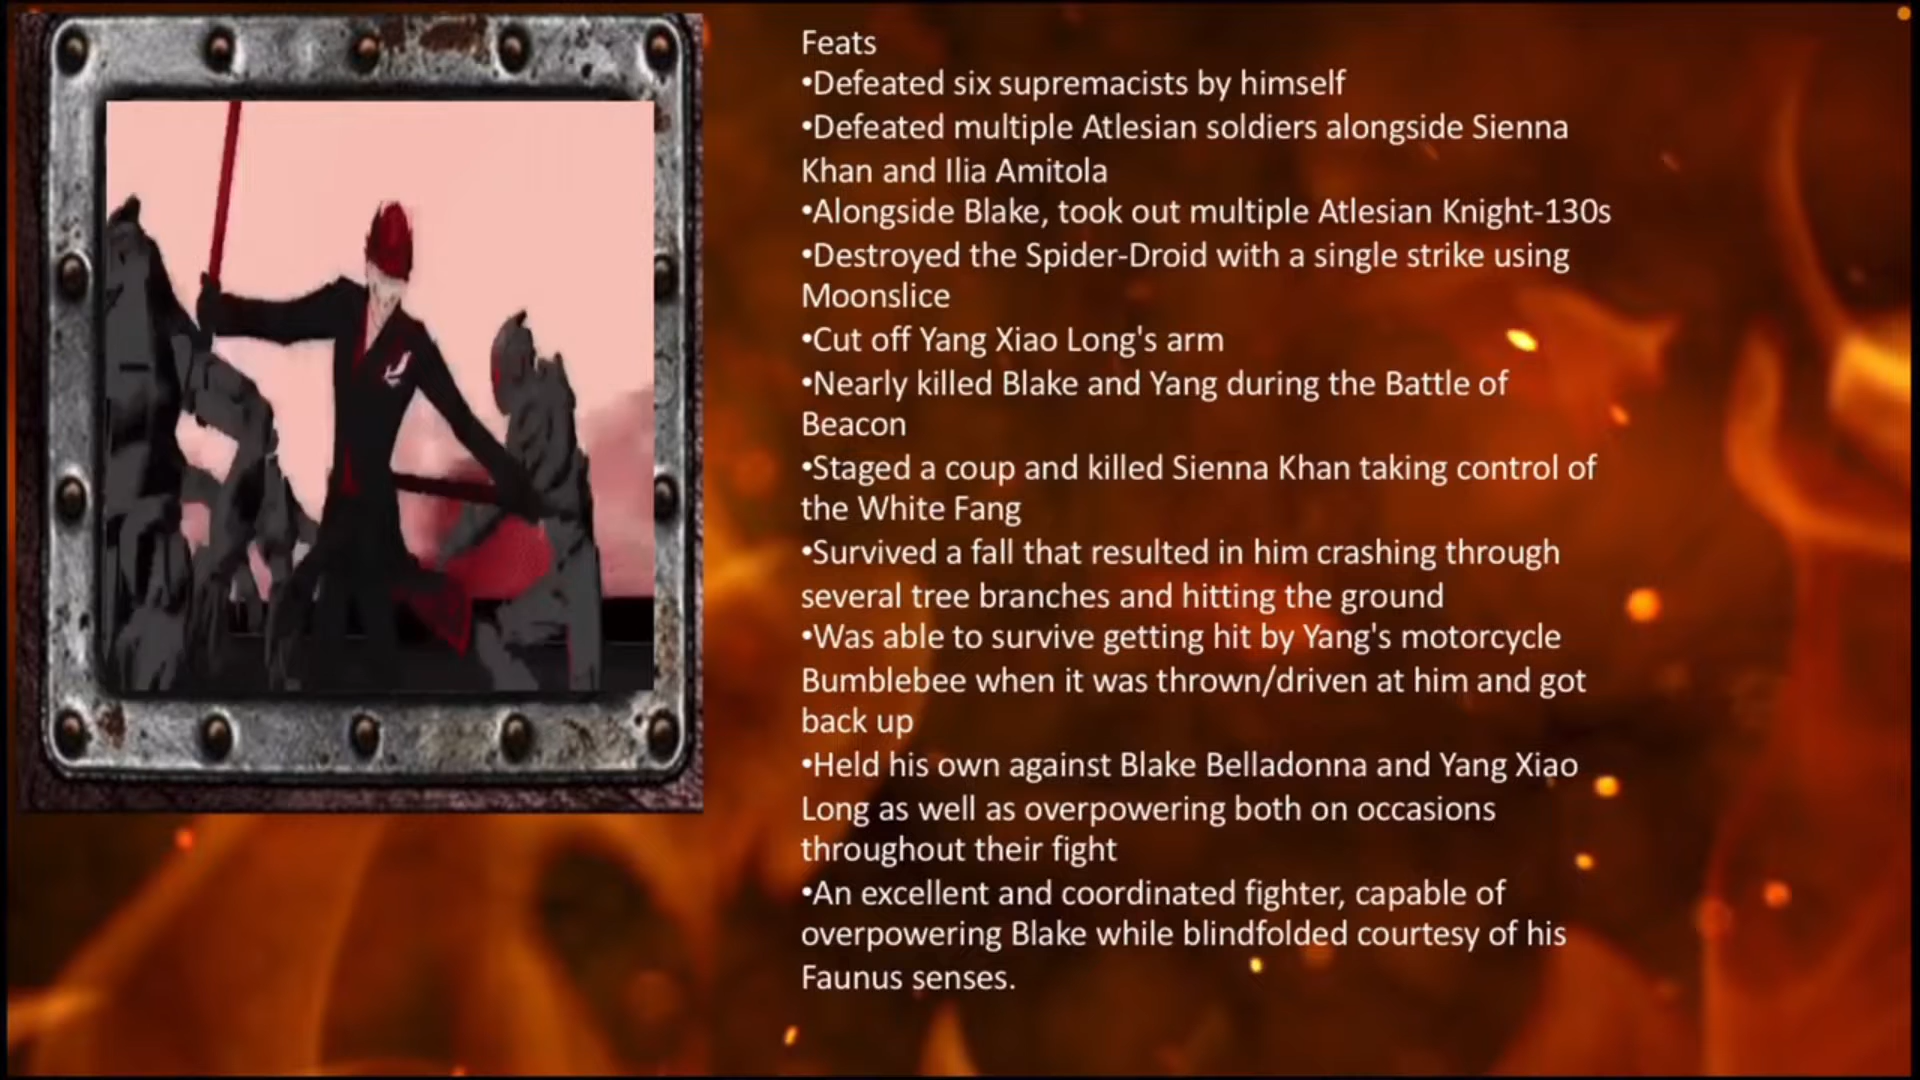 Feats
•Defeated six supremacists by himself
•Defeated multiple Atlesian soldiers alongside Sienna
Khan and Ilia Amitola
•Alongside Blake, took out multiple Atlesian Knight-130s
•Destroyed the Spider-Droid with a single strike using
Moonslice
•Cut off Yang Xiao Long's arm
•Nearly killed Blake and Yang during the Battle of
Beacon
•Staged a coup and killed Sienna Khan taking control of
the White Fang
•Survived a fall that resulted in him crashing through
several tree branches and hitting the ground
•Was able to survive getting hit by Yang's motorcycle
Bumblebee when it was thrown/driven at him and got
back up
•Held his own against Blake Belladonna and Yang Xiao
Long as well as overpowering both on occasions
throughout their fight
•An excellent and coordinated fighter, capable of
overpowering Blake while blindfolded courtesy of his
Faunus senses.